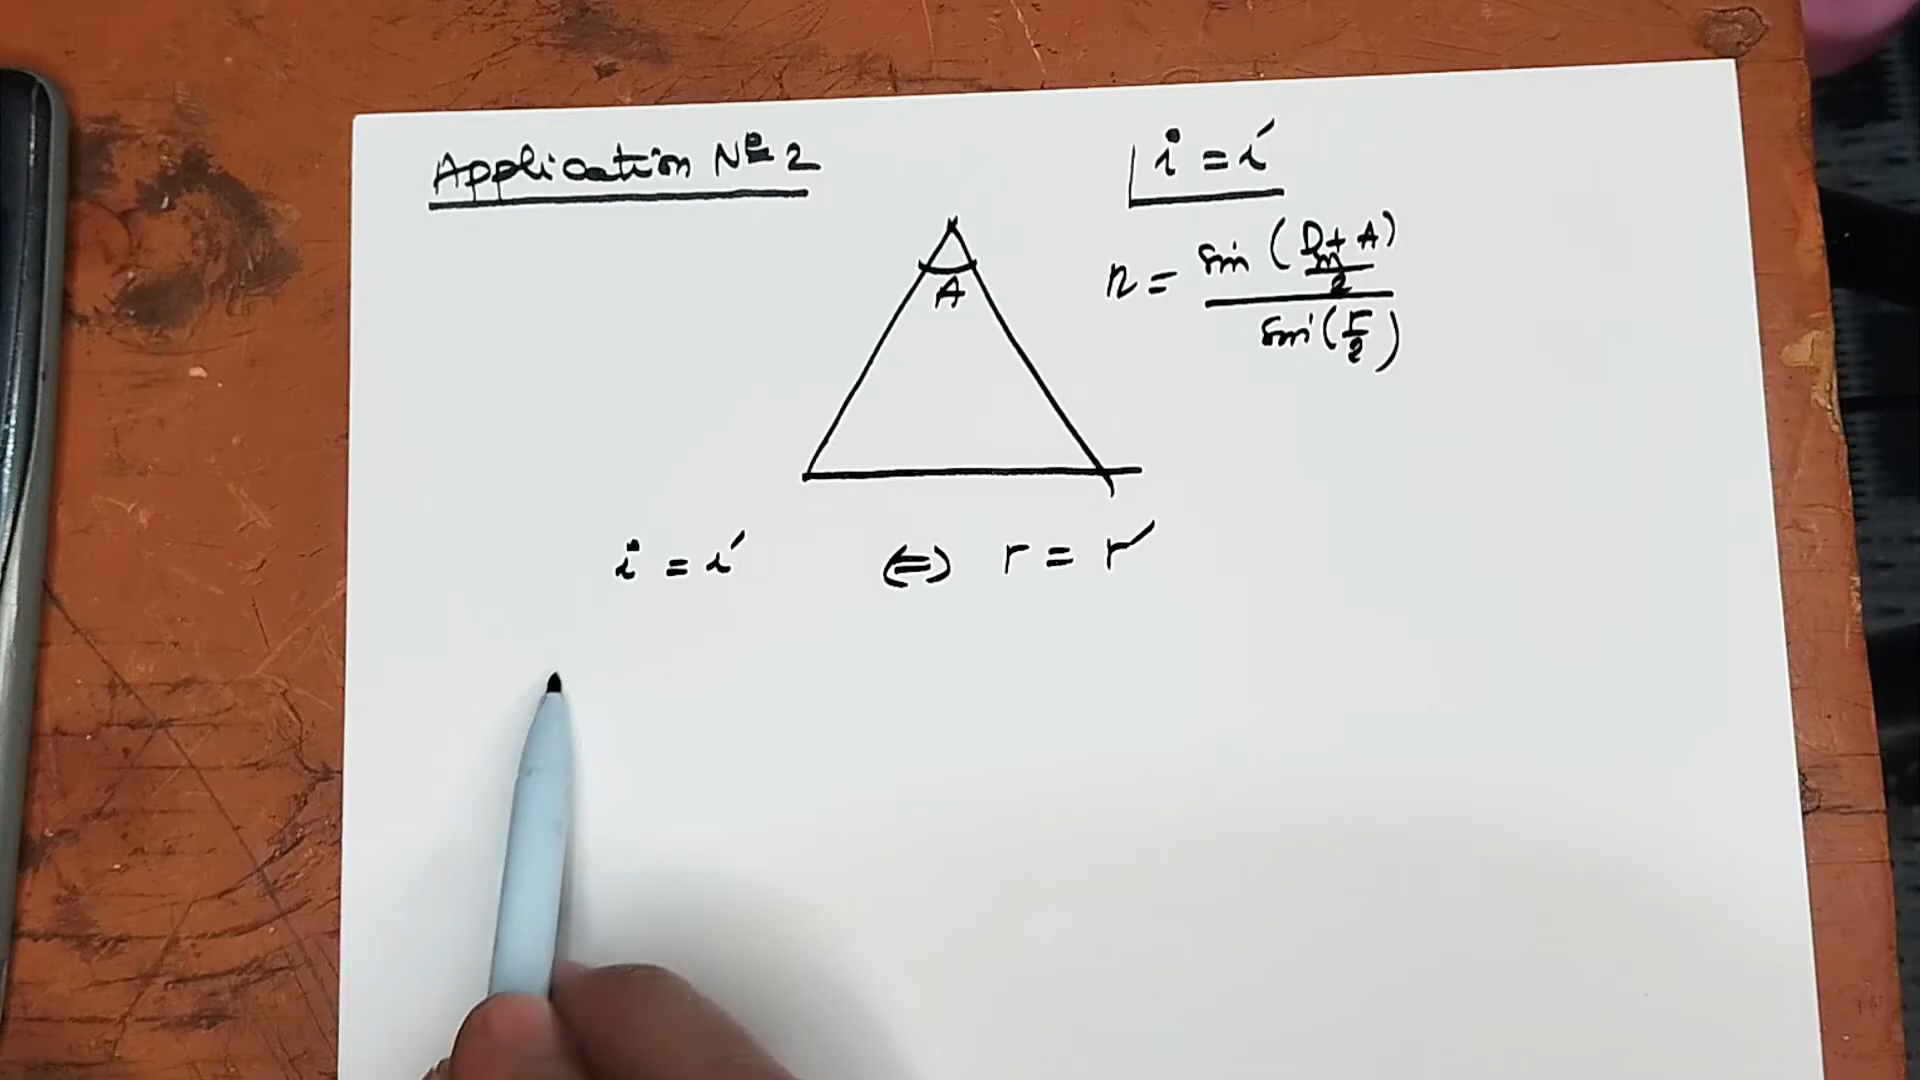 Application N° 2
i = i′
A
n = sin ( Dm + A / 2 ) / sin ( r / 2 )
i = i′ ⇔ r = r′